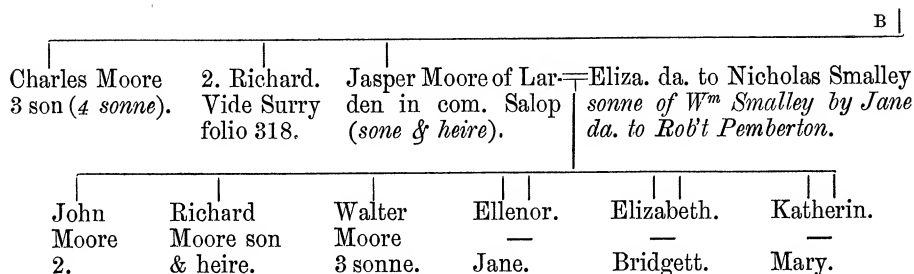 B
Charles Moore
3 son (4 sonne).
2. Richard.
Vide Surry
folio 318.
Jasper Moore of Lar-
den in com. Salop
(sone & heire).
Eliza. da. to Nicholas Smalley
sonne of Wm Smalley by Jane
da. to Rob't Pemberton.
John
Moore
2.
Richard
Moore son
& heire.
Walter
Moore
3 sonne.
Ellenor.
—
Jane.
Elizabeth.
—
Bridgett.
Katherin.
—
Mary.